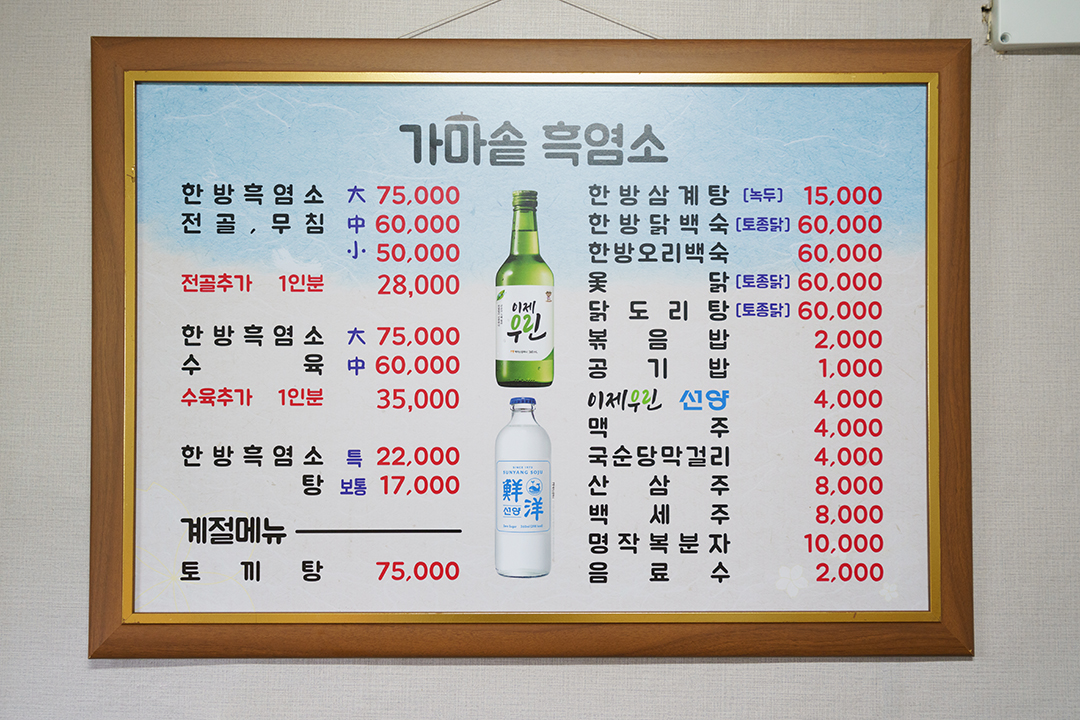 가마솥 흑염소
한방흑염소 大 75,000
전골, 무침 中 60,000
小 50,000
전골추가 1인분 28,000
한방흑염소 大 75,000
수육 中 60,000
수육추가 1인분 35,000
한방흑염소 특 22,000
탕 보통 17,000
계절메뉴
토끼탕 75,000
이제
우린
SUNYANG SOJU
鮮
선양
洋
한방삼계탕 [녹두] 15,000
한방닭백숙 [토종닭] 60,000
한방오리백숙 60,000
옻닭 [토종닭] 60,000
닭도리탕 [토종닭] 60,000
볶음밥 2,000
공기밥 1,000
이제우린 선양 4,000
맥주 4,000
국순당막걸리 4,000
산삼주 8,000
백세주 8,000
명작복분자 10,000
음료수 2,000